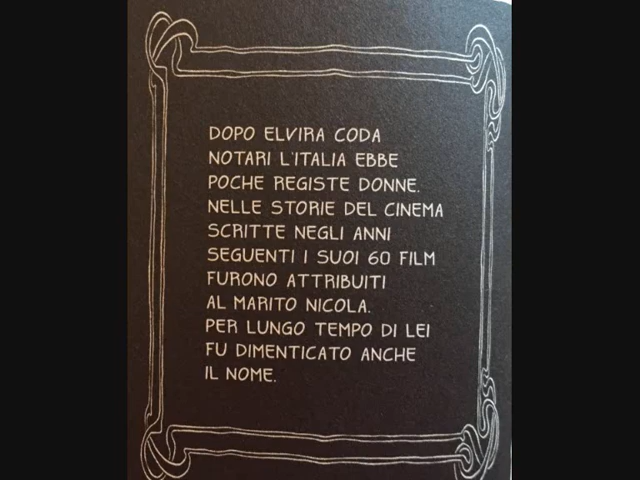 DOPO ELVIRA CODA
NOTARI L'ITALIA EBBE
POCHE REGISTE DONNE.
NELLE STORIE DEL CINEMA
SCRITTE NEGLI ANNI
SEGUENTI I SUOI 60 FILM
FURONO ATTRIBUITI
AL MARITO NICOLA.
PER LUNGO TEMPO DI LEI
FU DIMENTICATO ANCHE
IL NOME.